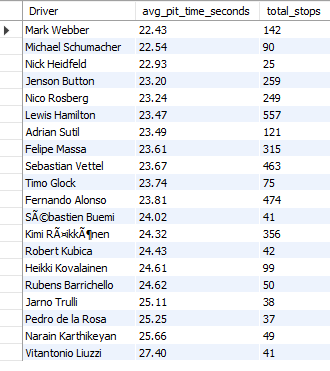 Driver avg_pit_time_seconds total_stops
Mark Webber 22.43 142
Michael Schumacher 22.54 90
Nick Heidfeld 22.93 25
Jenson Button 23.20 259
Nico Rosberg 23.24 249
Lewis Hamilton 23.47 557
Adrian Sutil 23.49 121
Felipe Massa 23.61 315
Sebastian Vettel 23.67 463
Timo Glock 23.74 75
Fernando Alonso 23.81 474
SÃ©bastien Buemi 24.02 41
Kimi RÃ¤ikkÃ¶nen 24.32 356
Robert Kubica 24.43 42
Heikki Kovalainen 24.61 99
Rubens Barrichello 24.62 50
Jarno Trulli 25.11 38
Pedro de la Rosa 25.25 37
Narain Karthikeyan 25.66 49
Vitantonio Liuzzi 27.40 41